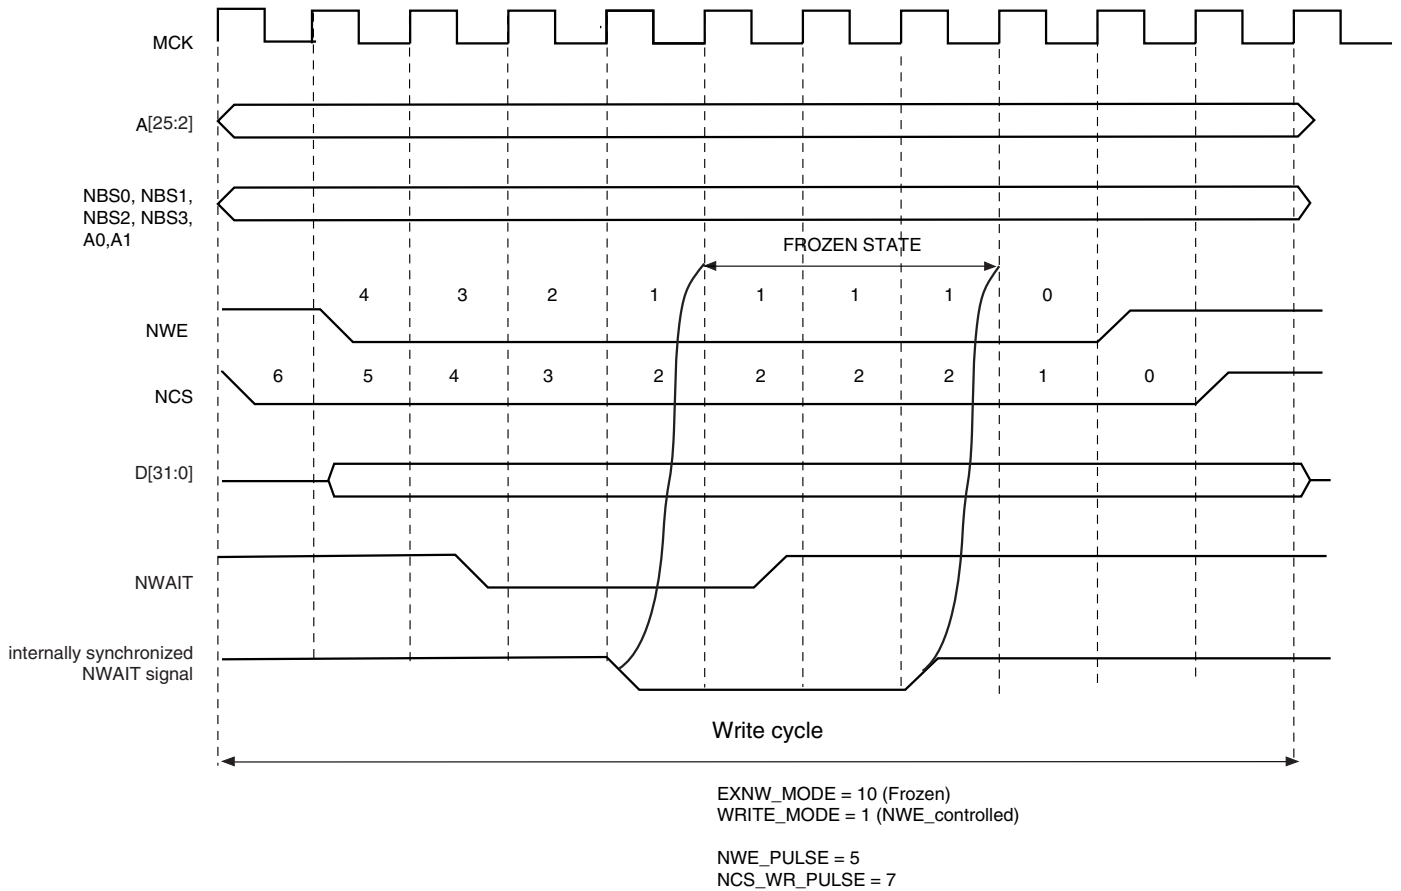 MCK
A[25:2]
NBS0, NBS1,
NBS2, NBS3,
A0,A1
FROZEN STATE
4 3 2 1 1 1 1 0
NWE
6 5 4 3 2 2 2 2 1 0
NCS
D[31:0]
NWAIT
internally synchronized
NWAIT signal
Write cycle
EXNW_MODE = 10 (Frozen)
WRITE_MODE = 1 (NWE_controlled)
NWE_PULSE = 5
NCS_WR_PULSE = 7